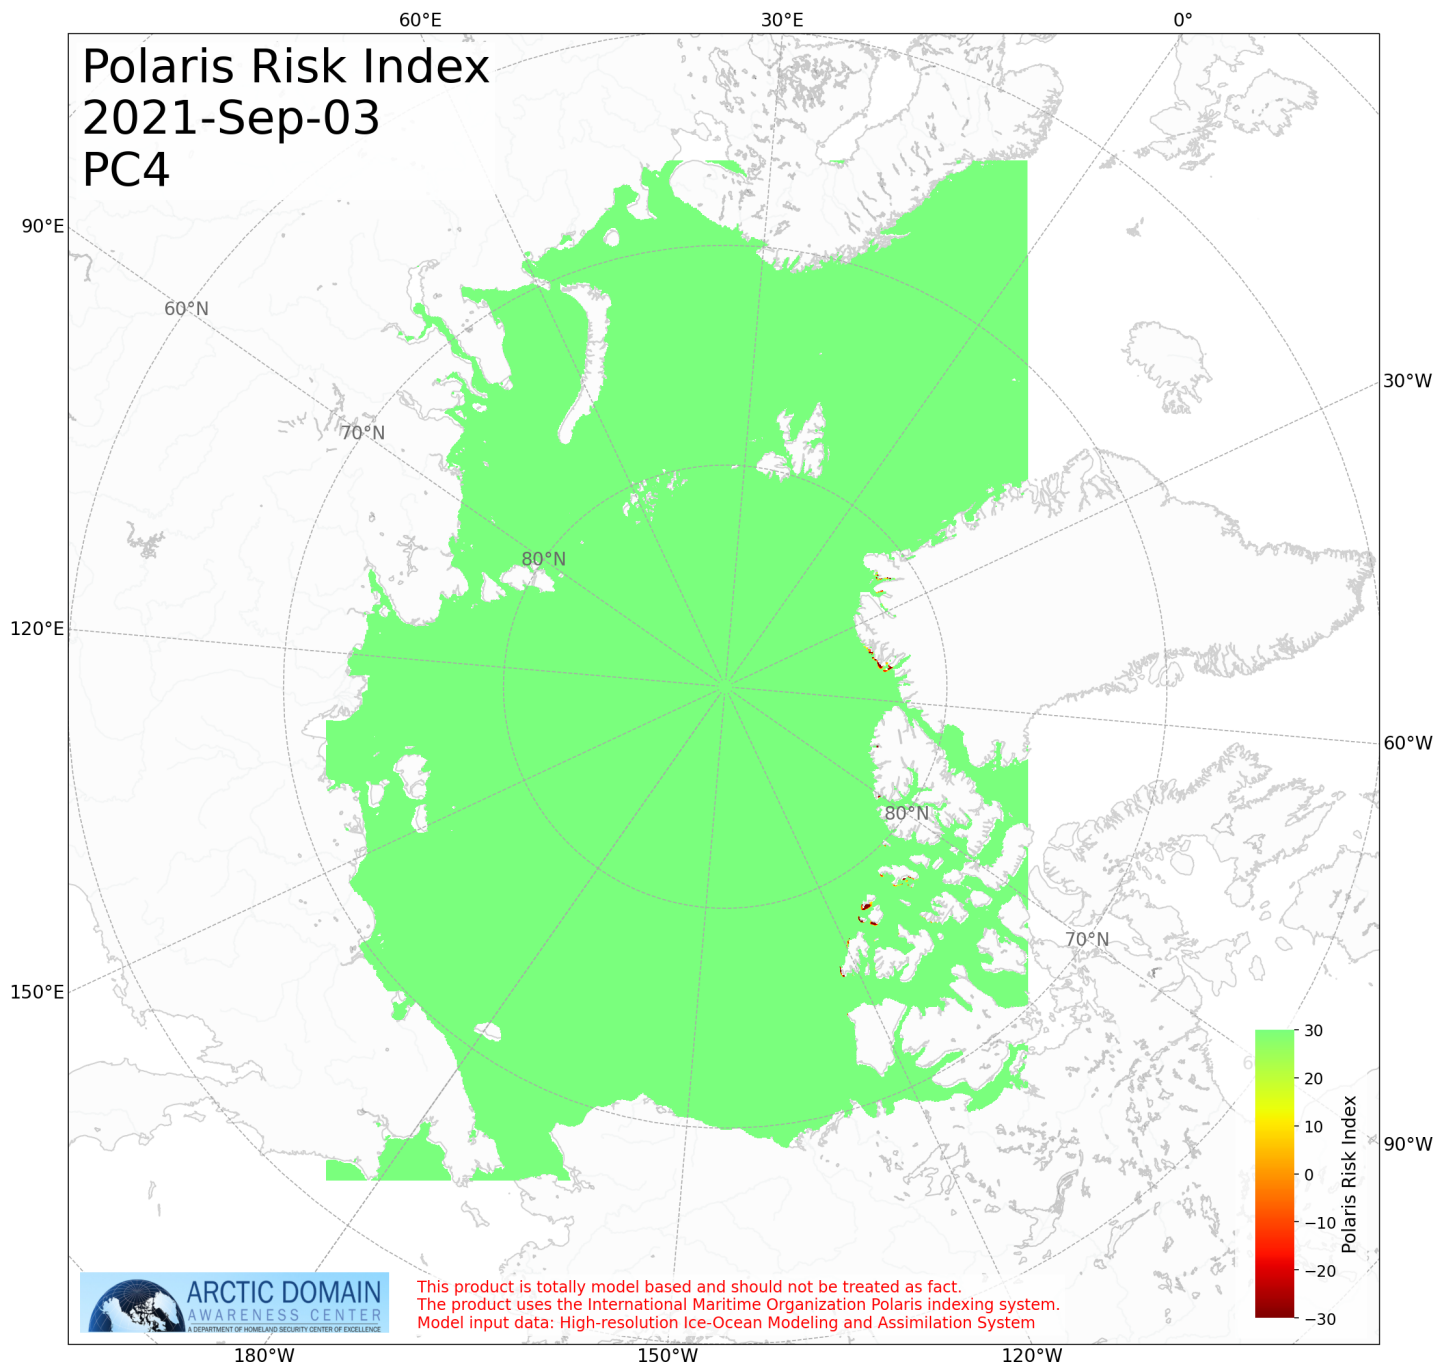 60°E 30°E 0°
Polaris Risk Index
2021-Sep-03
PC4
90°E
60°N
30°W
70°N
80°N
120°E
60°W
80°N
70°N
150°E
30
20
10
0
−10
−20
−30
Polaris Risk Index
90°W
ARCTIC DOMAIN
AWARENESS CENTER
A DEPARTMENT OF HOMELAND SECURITY CENTER OF EXCELLENCE
This product is totally model based and should not be treated as fact.
The product uses the International Maritime Organization Polaris indexing system.
Model input data: High-resolution Ice-Ocean Modeling and Assimilation System
180°W 150°W 120°W